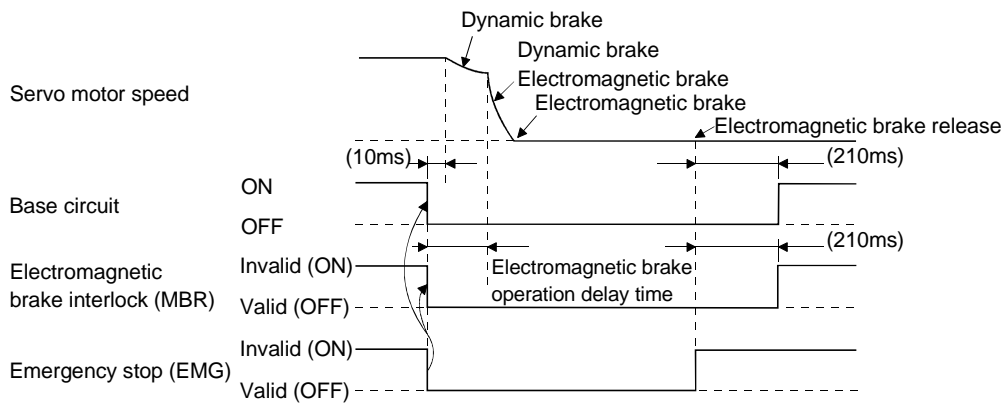 Dynamic brake
Dynamic brake
Electromagnetic brake
Electromagnetic brake
Servo motor speed
Electromagnetic brake release
(10ms)
(210ms)
ON
Base circuit
OFF
(210ms)
Electromagnetic
brake interlock (MBR)
Invalid (ON)
Electromagnetic brake
operation delay time
Valid (OFF)
Invalid (ON)
Emergency stop (EMG)
Valid (OFF)